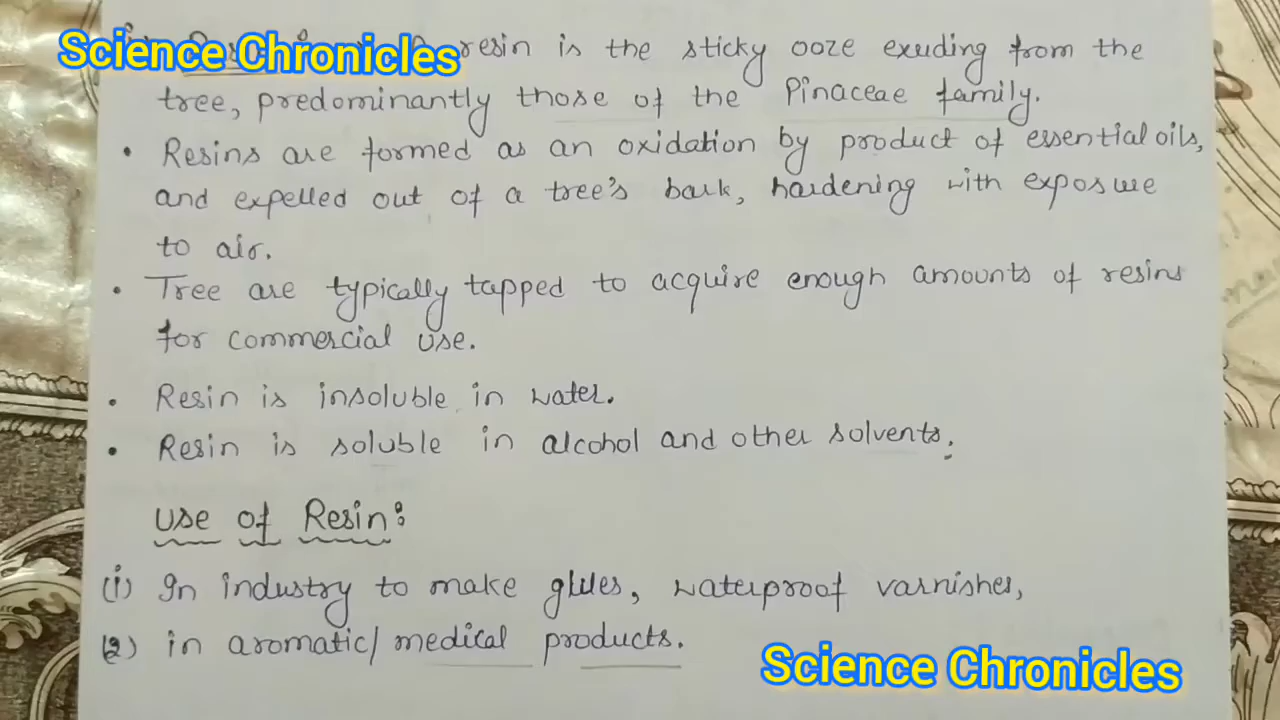 Science Chronicles
resin is the sticky ooze exuding from the
tree, predominantly those of the Pinaceae family.
• Resins are formed as an oxidation by product of essential oils,
and expelled out of a tree's bark, hardening with exposure
to air.
• Tree are typically tapped to acquire enough amounts of resins
for commercial use.
• Resin is insoluble in water.
• Resin is soluble in alcohol and other solvents.
Use of Resin:
(i) In industry to make glues, waterproof varnishes,
(2) in aromatic/medical products.
Science Chronicles